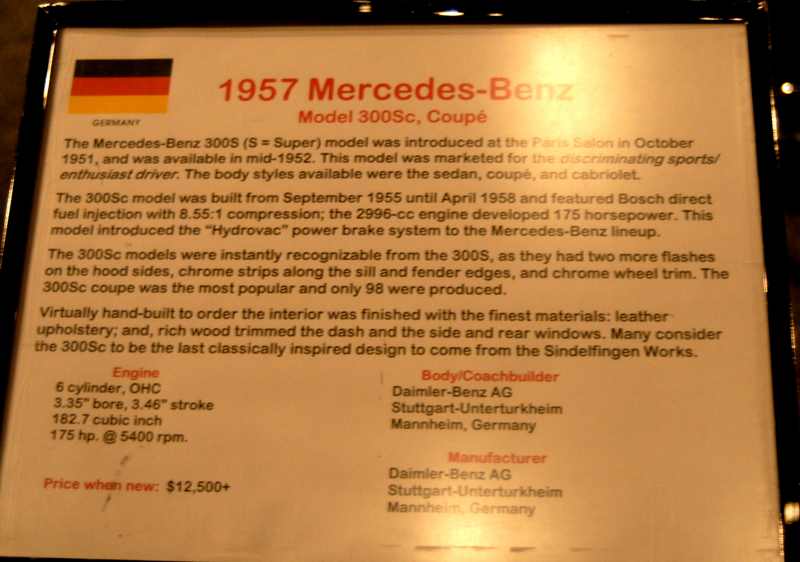 1957 Mercedes-Benz
Model 300Sc, Coupé
GERMANY
The Mercedes-Benz 300S (S = Super) model was introduced at the Paris Salon in October
1951, and was available in mid-1952. This model was marketed for the discriminating sports/
enthusiast driver. The body styles available were the sedan, coupé, and cabriolet.
The 300Sc model was built from September 1955 until April 1958 and featured Bosch direct
fuel injection with 8.55:1 compression; the 2996-cc engine developed 175 horsepower. This
model introduced the “Hydrovac” power brake system to the Mercedes-Benz lineup.
The 300Sc models were instantly recognizable from the 300S, as they had two more flashes
on the hood sides, chrome strips along the sill and fender edges, and chrome wheel trim. The
300Sc coupe was the most popular and only 98 were produced.
Virtually hand-built to order the interior was finished with the finest materials: leather
upholstery; and, rich wood trimmed the dash and the side and rear windows. Many consider
the 300Sc to be the last classically inspired design to come from the Sindelfingen Works.
Engine
6 cylinder, OHC
3.35" bore, 3.46" stroke
182.7 cubic inch
175 hp. @ 5400 rpm.
Price when new: $12,500+
Body/Coachbuilder
Daimler-Benz AG
Stuttgart-Unterturkheim
Mannheim, Germany
Manufacturer
Daimler-Benz AG
Stuttgart-Unterturkheim
Mannheim, Germany